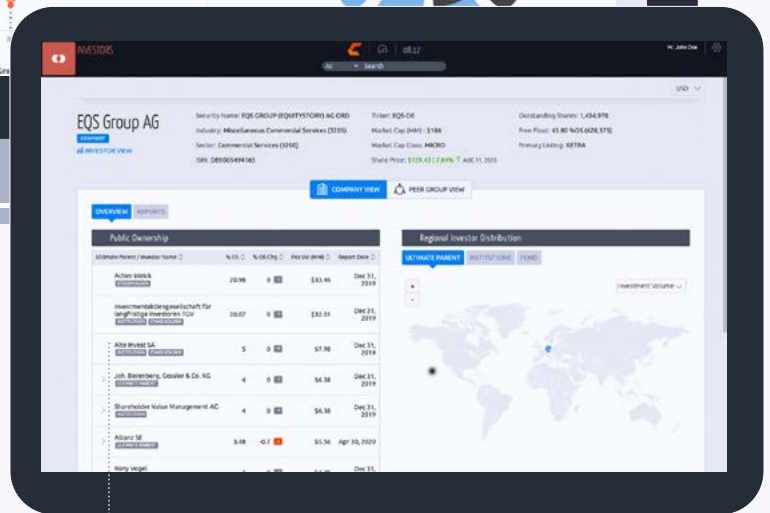 INVESTORS
08:17
Mr. John Doe
All Search
USD
EQS Group AG
COMPANY
INVESTOR VIEW
Security Name: EQS GROUP (EQUITYSTORY) AG ORD
Industry: Miscellaneous Commercial Services (3205)
Sector: Commercial Services (3200)
ISIN: DE0005494165
Ticker: EQS-DE
Market Cap (MM): $186
Market Cap Class: MICRO
Share Price: $129.43 | 7.84% ↑ AUG 11, 2020
Outstanding Shares: 1,434,978
Free Float: 43.80 %OS (628,575)
Primary Listing: XETRA
COMPANY VIEW PEER GROUP VIEW
OVERVIEW REPORTS
Public Ownership
Ultimate Parent / Investor Name % OS % OS Chg Pos Val (MM) Report Date
Achim Weick 20.98 0 Dec 31,
STAKEHOLDER 2019
Investmentaktiengesellschaft für
langfristige Investoren TGV 20.07 0 Dec 31,
INSTITUTION STAKEHOLDER 2019
Alto Invest SA 5 0 $7.98 Dec 31,
INSTITUTION STAKEHOLDER 2019
Joh. Berenberg, Gossler & Co. KG 4 0 $6.38 Dec 31,
ULTIMATE PARENT 2019
Shareholder Value Management AG 4 0 $6.38 Dec 31,
INSTITUTION 2019
Allianz SE 3.48 -0.7 $5.56 Apr 30, 2020
ULTIMATE PARENT
Rony Vogel Dec 31,
Regional Investor Distribution
ULTIMATE PARENT INSTITUTIONS FUND
+
-
Investment Volume